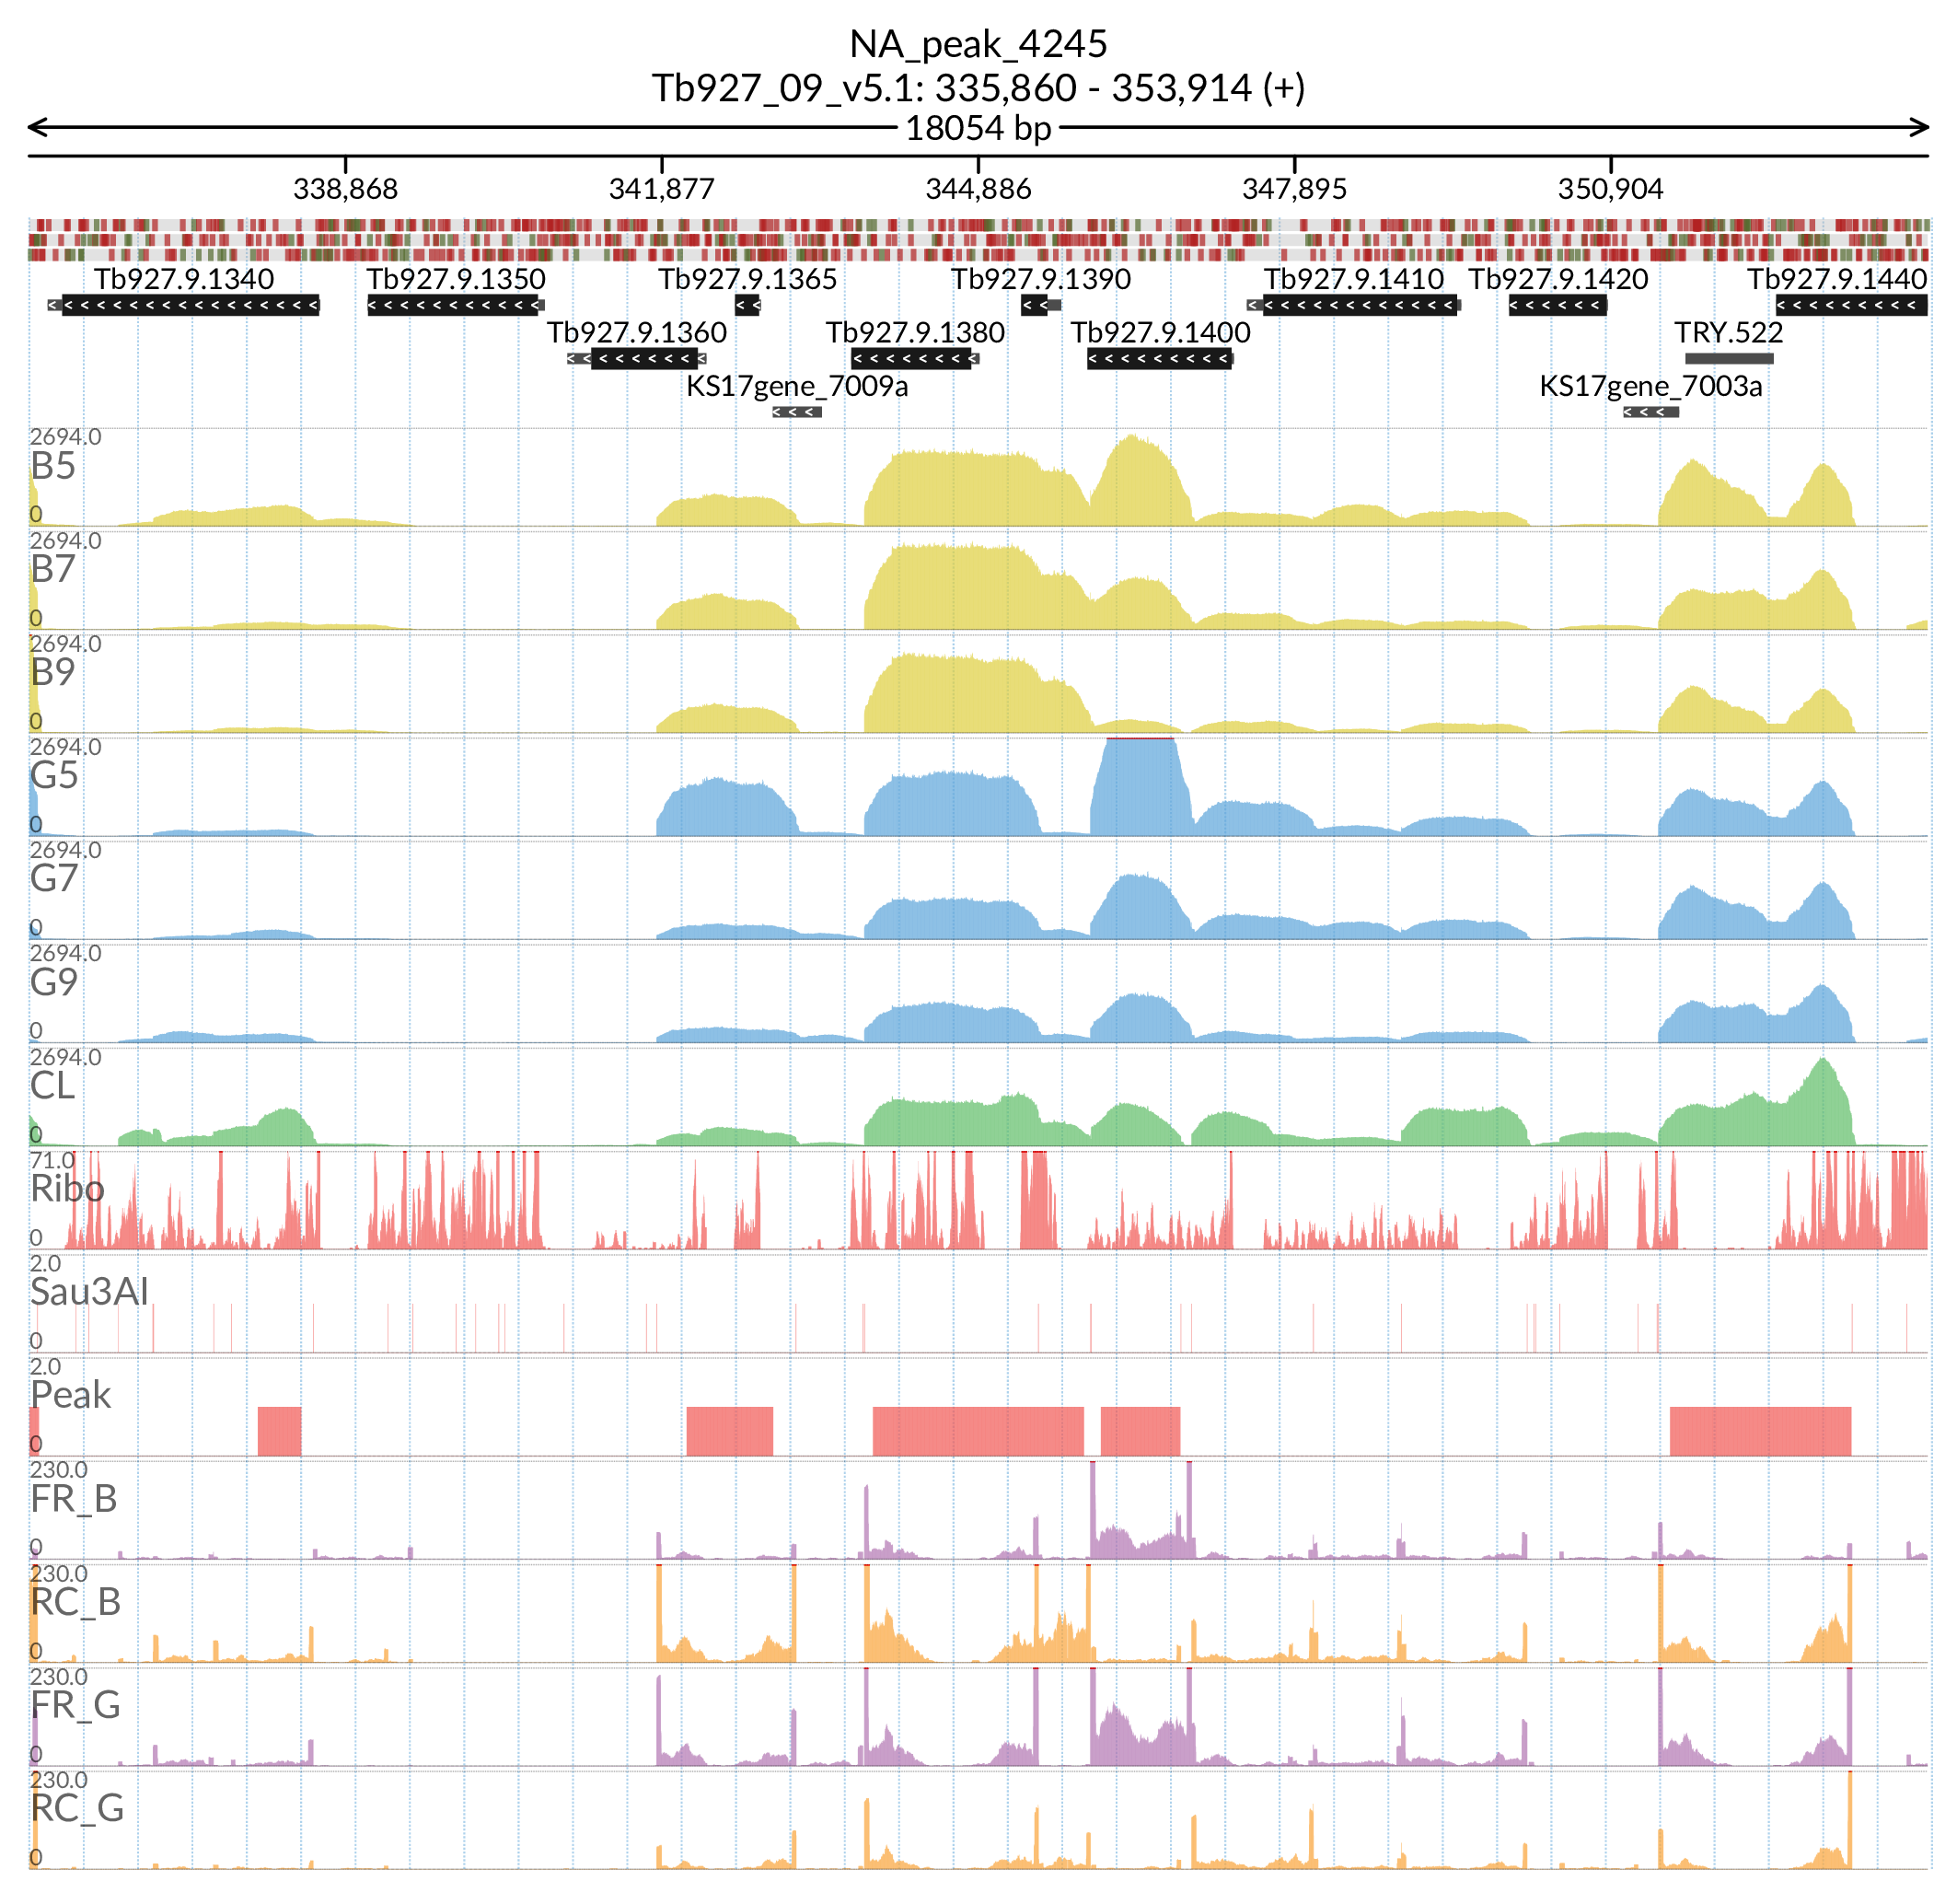 NA_peak_4245
Tb927_09_v5.1: 335,860 - 353,914 (+)
18054 bp
338,868 341,877 344,886 347,895 350,904
Tb927.9.1340 Tb927.9.1350 Tb927.9.1365 Tb927.9.1390 Tb927.9.1410 Tb927.9.1420 Tb927.9.1440
Tb927.9.1360 Tb927.9.1380 Tb927.9.1400 TRY.522
KS17gene_7009a KS17gene_7003a
2694.0
B5
0
2694.0
B7
0
2694.0
B9
0
2694.0
G5
0
2694.0
G7
0
2694.0
G9
0
2694.0
CL
0
71.0
Ribo
0
2.0
Sau3AI
0
2.0
Peak
0
230.0
FR_B
0
230.0
RC_B
0
230.0
FR_G
0
230.0
RC_G
0